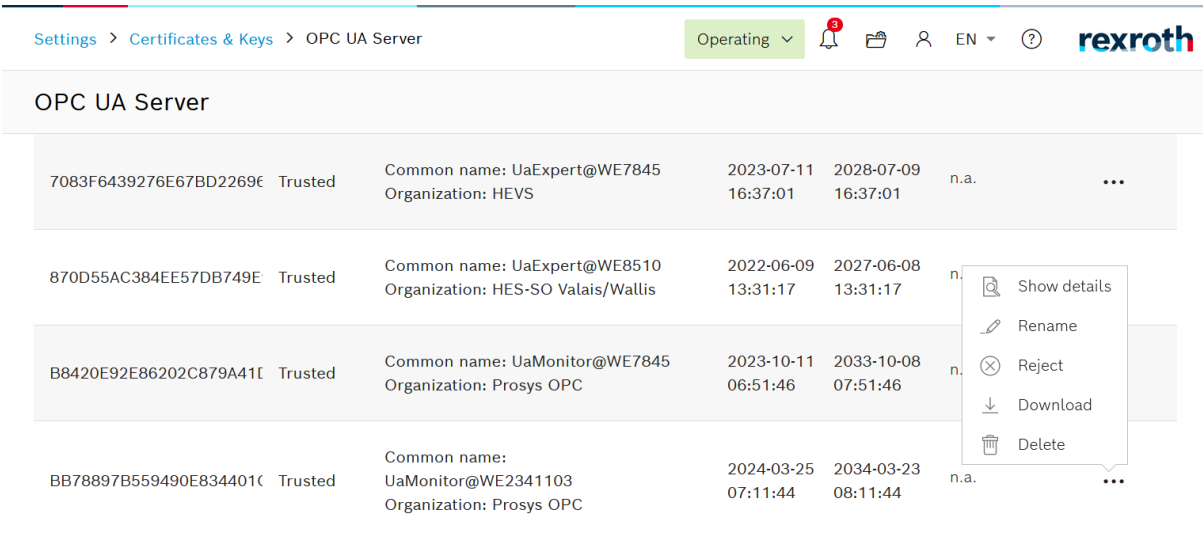 Settings > Certificates & Keys > OPC UA Server
Operating
3
EN
rexroth
OPC UA Server
7083F6439276E67BD22696 Trusted
Common name: UaExpert@WE7845
Organization: HEVS
2023-07-11
16:37:01
2028-07-09
16:37:01
n.a.
870D55AC384EE57DB749E Trusted
Common name: UaExpert@WE8510
Organization: HES-SO Valais/Wallis
2022-06-09
13:31:17
2027-06-08
13:31:17
n.
B8420E92E86202C879A41 Trusted
Common name: UaMonitor@WE7845
Organization: Prosys OPC
2023-10-11
06:51:46
2033-10-08
07:51:46
n.
BB78897B559490E834401 Trusted
Common name:
UaMonitor@WE2341103
Organization: Prosys OPC
2024-03-25
07:11:44
2034-03-23
08:11:44
n.a.
Show details
Rename
Reject
Download
Delete